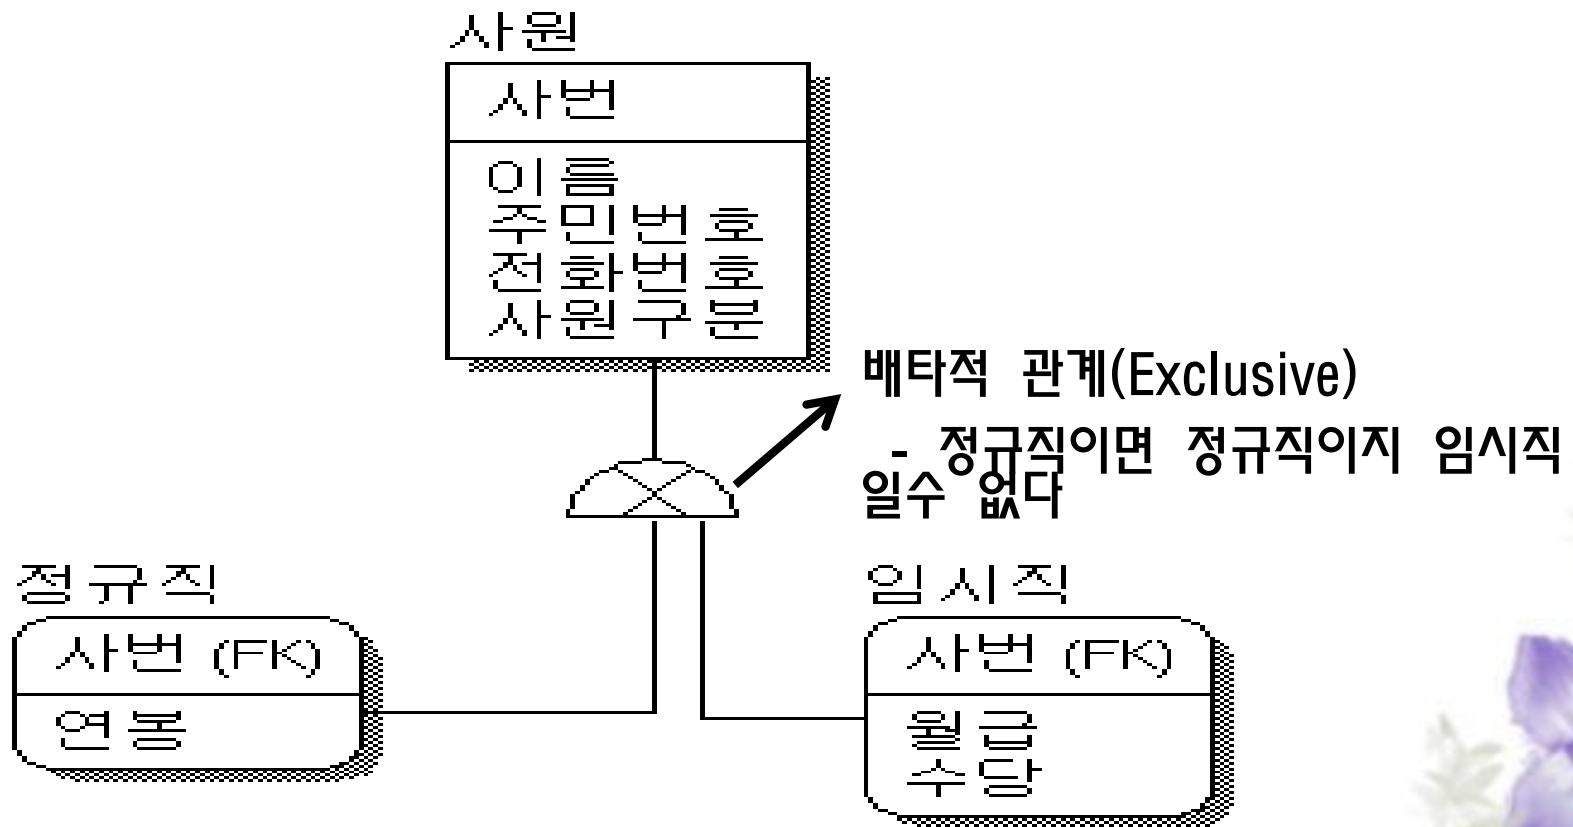 사원
사번
이름
주민번호
전화번호
사원구분
배타적 관계(Exclusive)
- 정규직이면 정규직이지 임시직
일수 없다
정규직
사번 (FK)
연봉
임시직
사번 (FK)
월급
수당